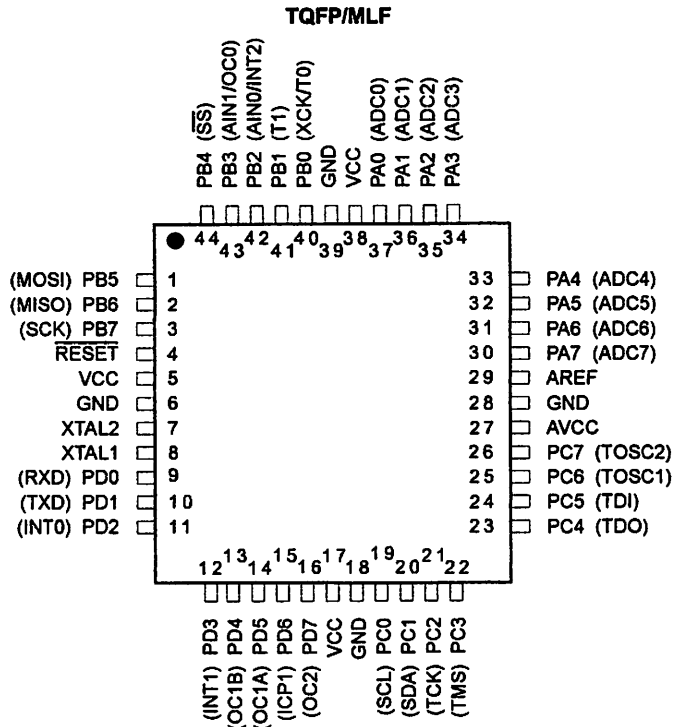 TQFP/MLF
PB4 (SS)
PB3 (AIN1/OC0)
PB2 (AIN0/INT2)
PB1 (T1)
PB0 (XCK/T0)
GND
VCC
PA0 (ADC0)
PA1 (ADC1)
PA2 (ADC2)
PA3 (ADC3)
44 43 42 41 40 39 38 37 36 35 34
(MOSI) PB5 1
(MISO) PB6 2
(SCK) PB7 3
RESET 4
VCC 5
GND 6
XTAL2 7
XTAL1 8
(RXD) PD0 9
(TXD) PD1 10
(INT0) PD2 11
33 PA4 (ADC4)
32 PA5 (ADC5)
31 PA6 (ADC6)
30 PA7 (ADC7)
29 AREF
28 GND
27 AVCC
26 PC7 (TOSC2)
25 PC6 (TOSC1)
24 PC5 (TDI)
23 PC4 (TDO)
12 13 14 15 16 17 18 19 20 21 22
(INT1) PD3
(OC1B) PD4
(OC1A) PD5
(ICP1) PD6
(OC2) PD7
VCC
GND
(SCL) PC0
(SDA) PC1
(TCK) PC2
(TMS) PC3